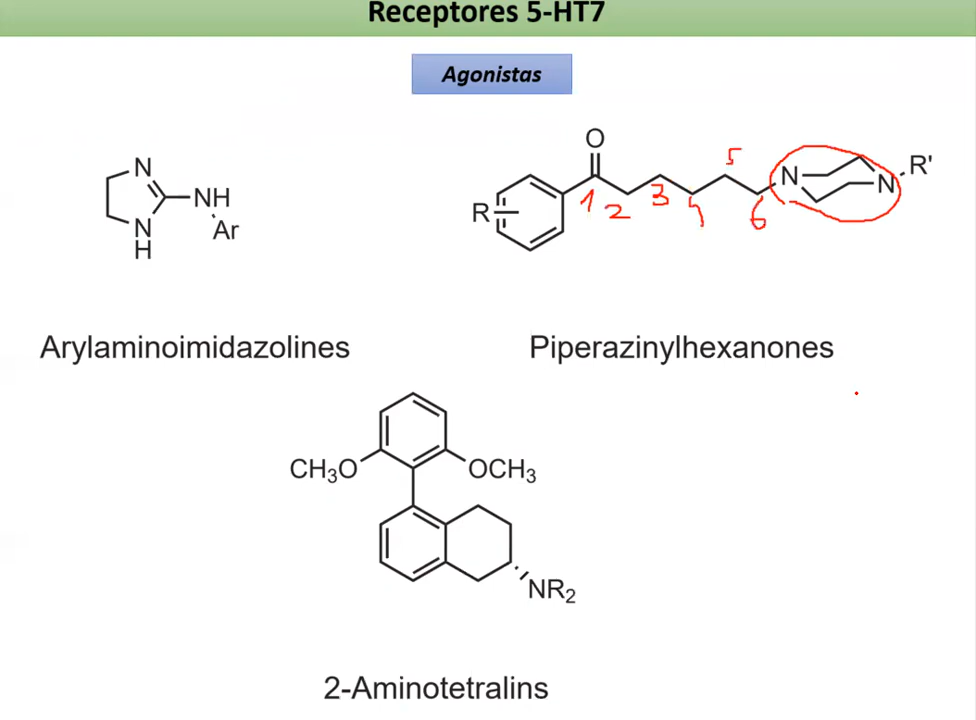 Receptores 5-HT7
Agonistas
N
NH
N
H
Ar
O
R
1 2 3 4 5 6
N
N
R'
Arylaminoimidazolines
Piperazinylhexanones
CH₃O
OCH₃
NR₂
2-Aminotetralins